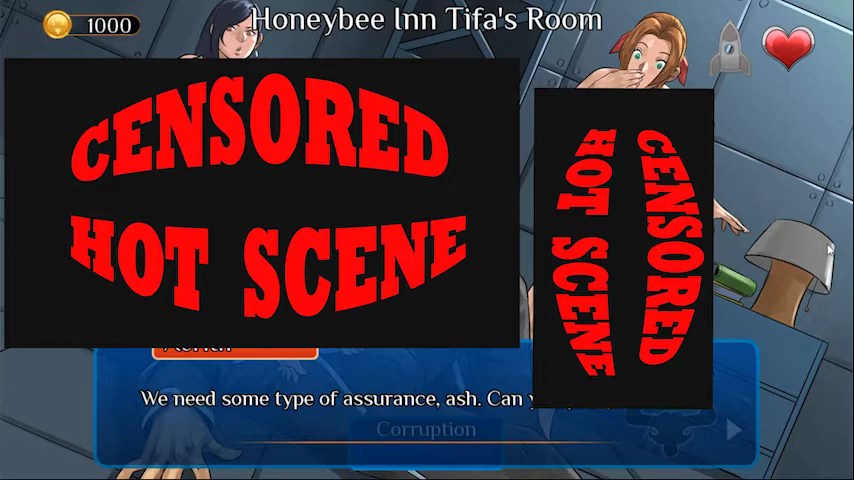 1000
Honeybee Inn Tifa's Room
CENSORED
HOT SCENE
CENSORED
HOT SCENE
We need some type of assurance, ash. Can
Corruption